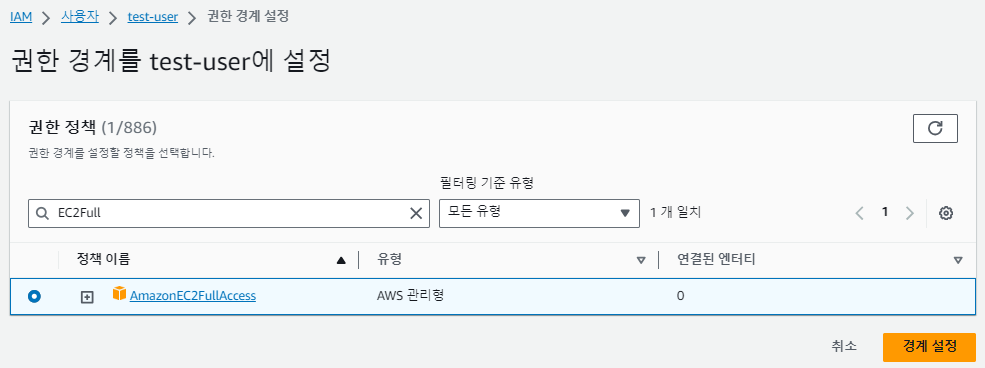 IAM > 사용자 > test-user > 권한 경계 설정
권한 경계를 test-user에 설정
권한 정책 (1/886)
권한 경계를 설정할 정책을 선택합니다.
필터링 기준 유형
EC2Full 모든 유형 1 개 일치 1
정책 이름 유형 연결된 엔터티
AmazonEC2FullAccess AWS 관리형 0
취소 경계 설정